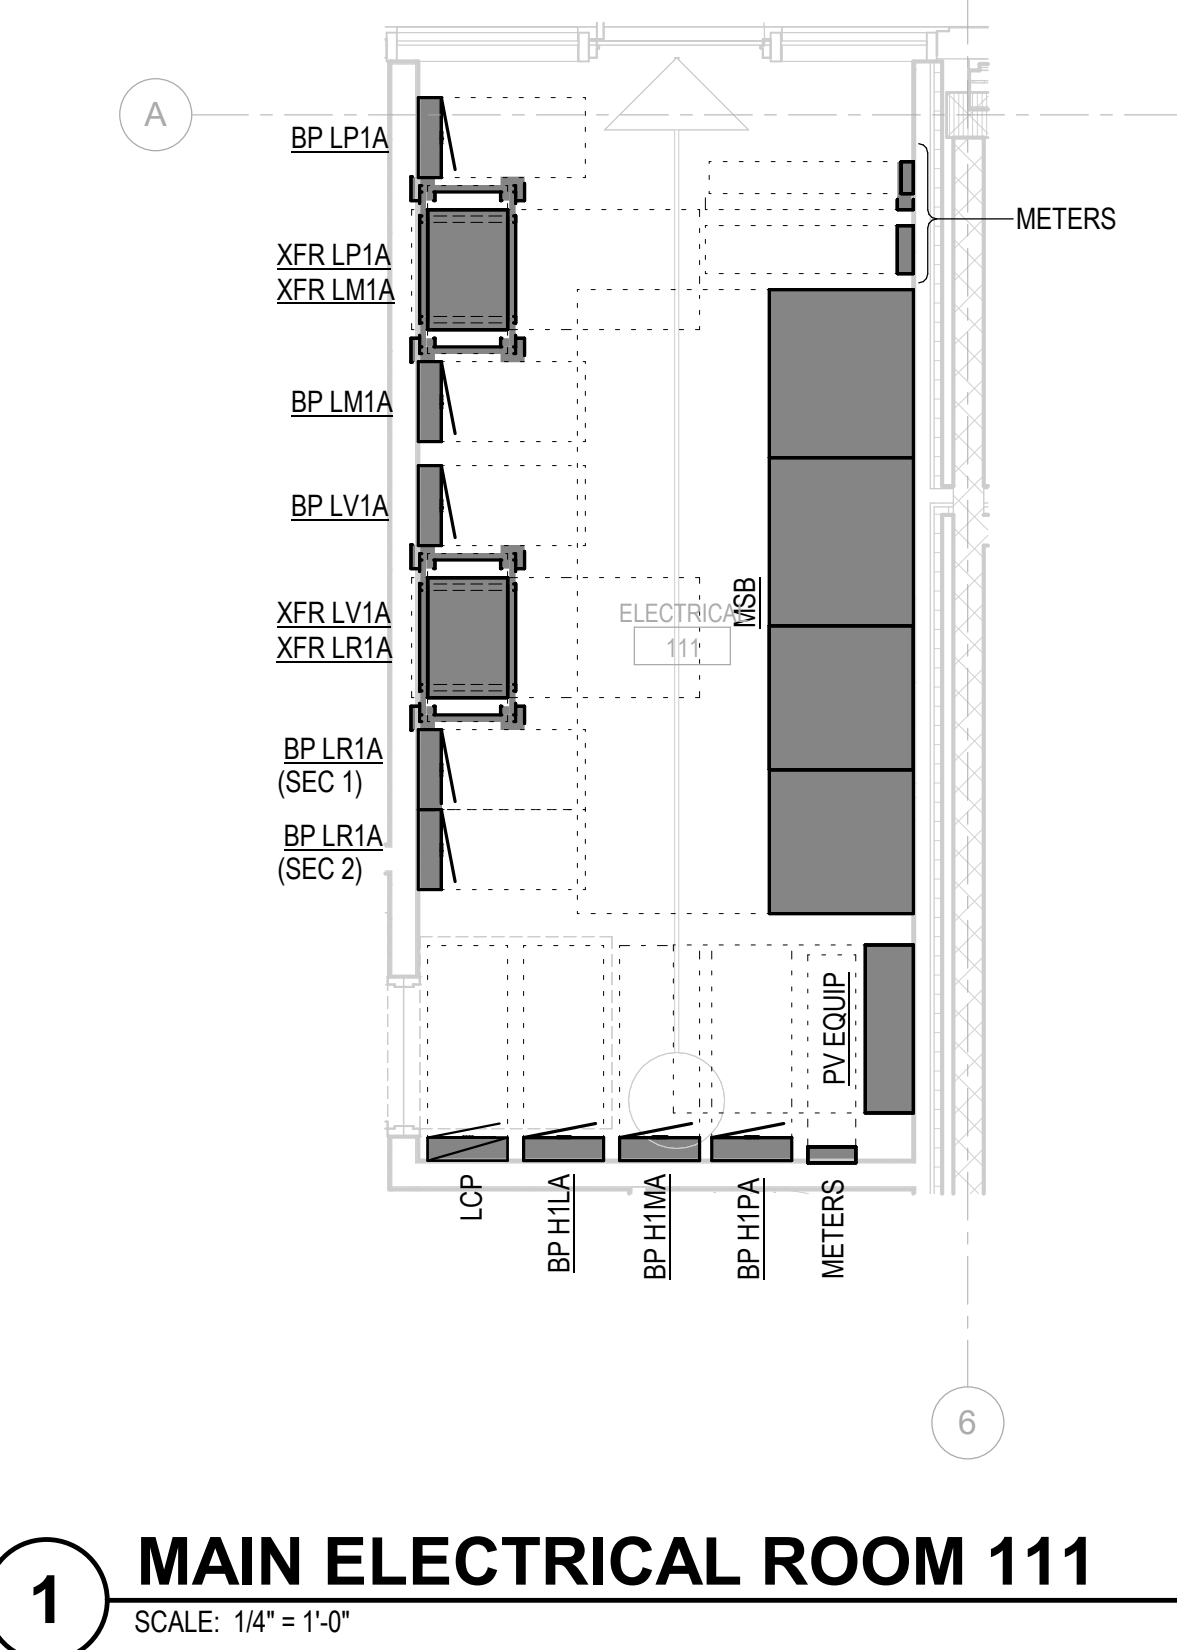 A
BP LP1A
METERS
XFR LP1A
XFR LM1A
BP LM1A
BP LV1A
MSB
ELECTRICAL
111
XFR LV1A
XFR LR1A
BP LR1A
(SEC 1)
BP LR1A
(SEC 2)
PV EQUIP
LCP
BP H1LA
BP H1MA
BP H1PA
METERS
6
1
MAIN ELECTRICAL ROOM 111
SCALE: 1/4" = 1'-0"